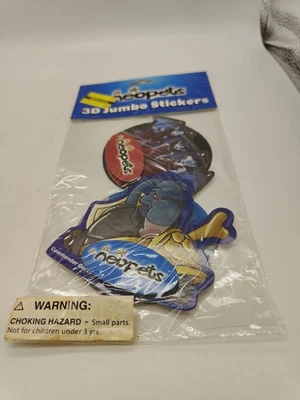 neopets
3D Jumbo Stickers
neopets
neopets
WARNING:
CHOKING HAZARD - Small parts.
Not for children under 3 yrs.